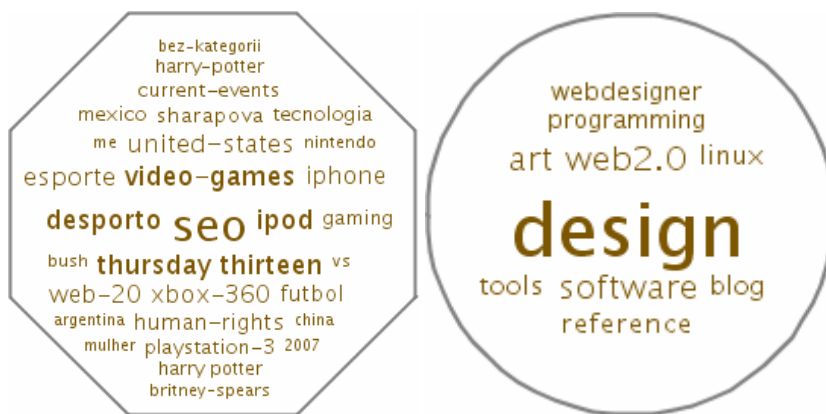 bez-kategorii
harry-potter
current-events
mexico sharapova tecnologia
me united-states nintendo
esporte video-games iphone
desporto seo ipod gaming
bush thursday thirteen vs
web-20 xbox-360 futbol
argentina human-rights china
mulher playstation-3 2007
harry potter
britney-spears
webdesigner
programming
art web2.0 linux
design
tools software blog
reference